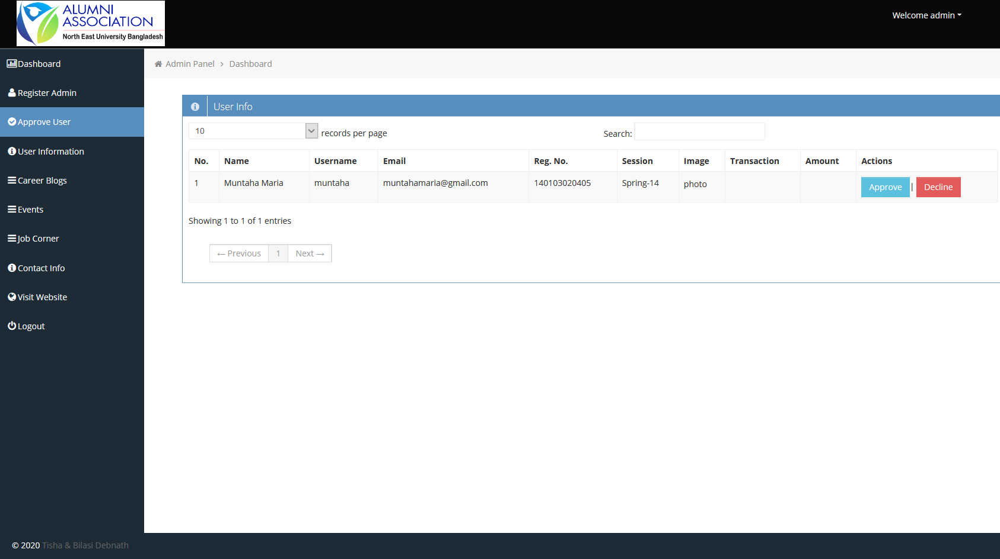 ALUMNI
ASSOCIATION
North East University Bangladesh
Welcome admin
Dashboard
Register Admin
Approve User
User Information
Career Blogs
Events
Job Corner
Contact Info
Visit Website
Logout
Admin Panel > Dashboard
User Info
10 records per page Search:
No. Name Username Email Reg. No. Session Image Transaction Amount Actions
1 Muntaha Maria muntaha muntahamaria@gmail.com 140103020405 Spring-14 photo Approve | Decline
Showing 1 to 1 of 1 entries
← Previous 1 Next →
© 2020 Tisha & Bilasi Debnath